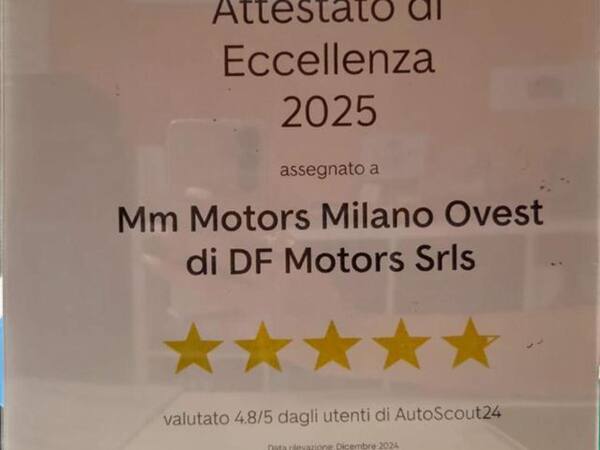 Attestato di
Eccellenza
2025
assegnato a
Mm Motors Milano Ovest
di DF Motors Srls
valutato 4.8/5 dagli utenti di AutoScout24
Data rilevazione: Dicembre 2024